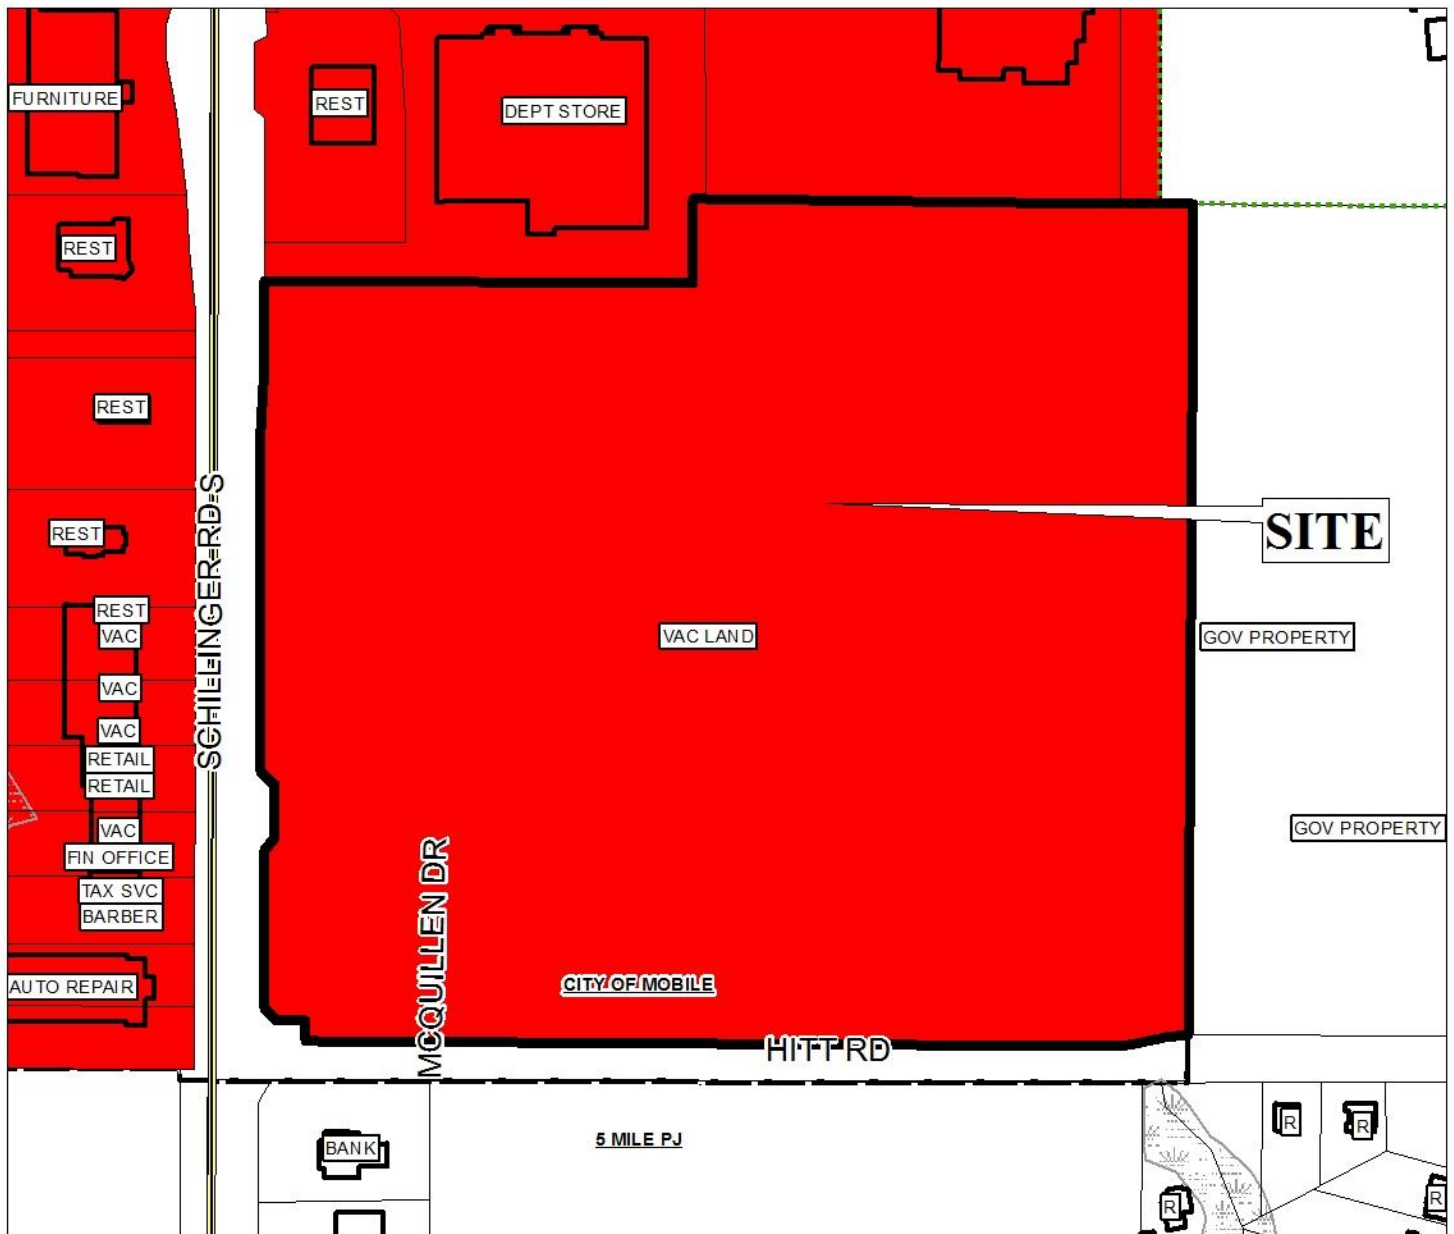 FURNITURE
REST
DEPT STORE
REST
REST
REST
SITE
SCHILLINGER RD S
REST
VAC
VAC LAND
GOV PROPERTY
VAC
VAC
RETAIL
RETAIL
VAC
GOV PROPERTY
FIN OFFICE
TAX SVC
BARBER
MCQUILLEN DR
AUTO REPAIR
CITY OF MOBILE
HITT RD
BANK
5 MILE PJ
R
R
R
R